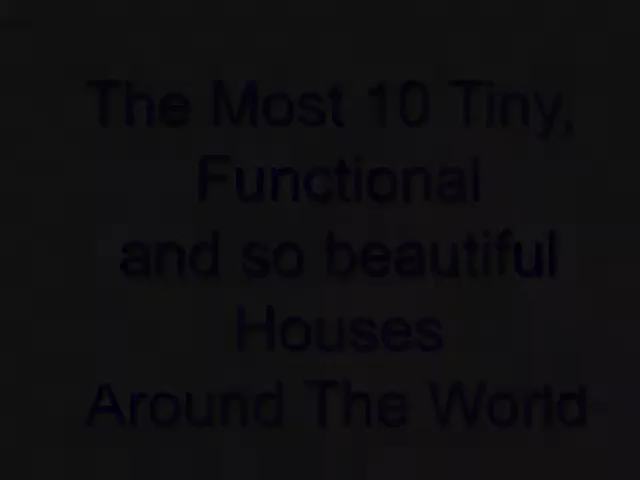 The Most 10 Tiny,
Functional
and so beautiful
Houses
Around The World